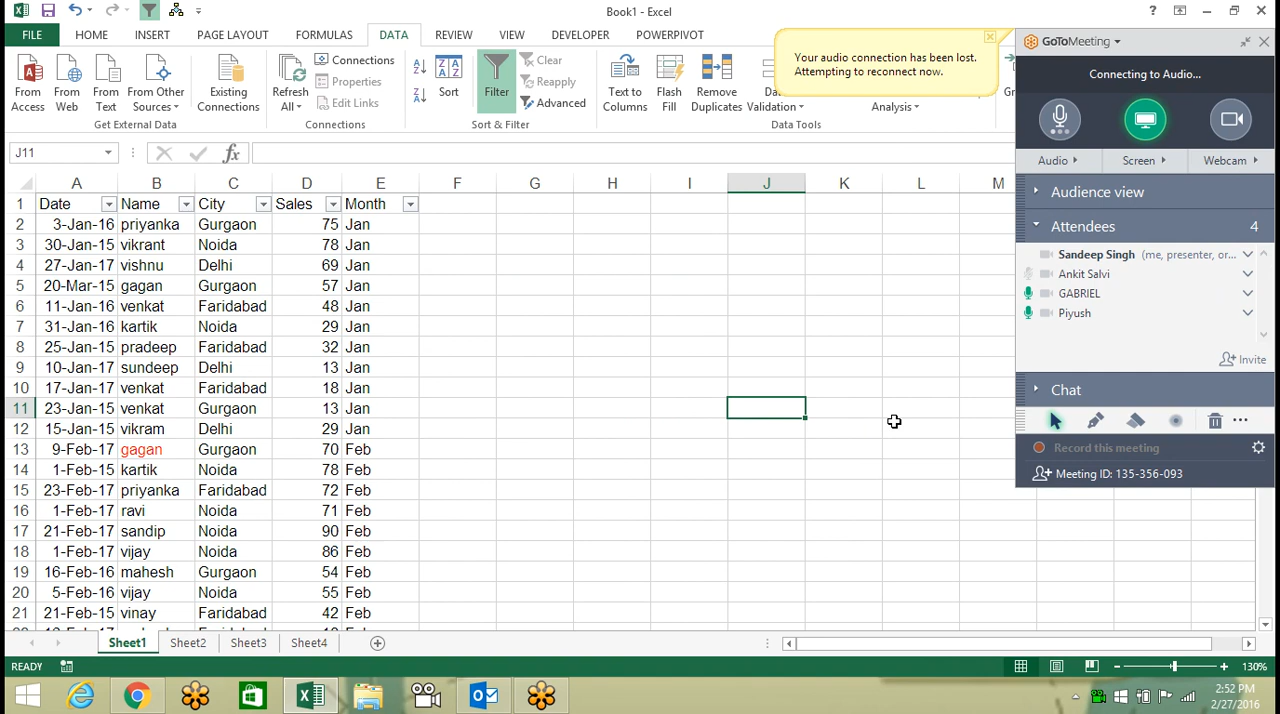 Book1 - Excel
FILE HOME INSERT PAGE LAYOUT FORMULAS DATA REVIEW VIEW DEVELOPER POWERPIVOT
From Access
From Web
From Text
From Other Sources
Get External Data
Existing Connections
Refresh All
Connections
Properties
Edit Links
Connections
Sort
Filter
Clear
Reapply
Advanced
Sort & Filter
Text to Columns
Flash Fill
Remove Duplicates
Validation
Data Tools
Analysis
Your audio connection has been lost.
Attempting to reconnect now.
GoToMeeting
Connecting to Audio...
Audio Screen Webcam
Audience view
Attendees 4
Sandeep Singh (me, presenter, or...
Ankit Salvi
GABRIEL
Piyush
Invite
Chat
Record this meeting
Meeting ID: 135-356-093
J11 fx
A B C D E F G H I J K L M
1 Date Name City Sales Month
2 3-Jan-16 priyanka Gurgaon 75 Jan
3 30-Jan-15 vikrant Noida 78 Jan
4 27-Jan-17 vishnu Delhi 69 Jan
5 20-Mar-15 gagan Gurgaon 57 Jan
6 11-Jan-16 venkat Faridabad 48 Jan
7 31-Jan-16 kartik Noida 29 Jan
8 25-Jan-15 pradeep Faridabad 32 Jan
9 10-Jan-17 sundeep Delhi 13 Jan
10 17-Jan-17 venkat Faridabad 18 Jan
11 23-Jan-15 venkat Gurgaon 43 Jan
12 15-Jan-15 vikram Delhi 29 Jan
13 9-Feb-17 gagan Gurgaon 70 Feb
14 1-Feb-15 kartik Noida 78 Feb
15 23-Feb-17 priyanka Faridabad 72 Feb
16 1-Feb-17 ravi Noida 71 Feb
17 21-Feb-17 sandip Noida 90 Feb
18 1-Feb-17 vijay Noida 86 Feb
19 16-Feb-16 mahesh Gurgaon 54 Feb
20 5-Feb-16 vijay Noida 55 Feb
21 21-Feb-15 vinay Faridabad 42 Feb
Sheet1 Sheet2 Sheet3 Sheet4
READY
130%
2:52 PM
2/27/2016